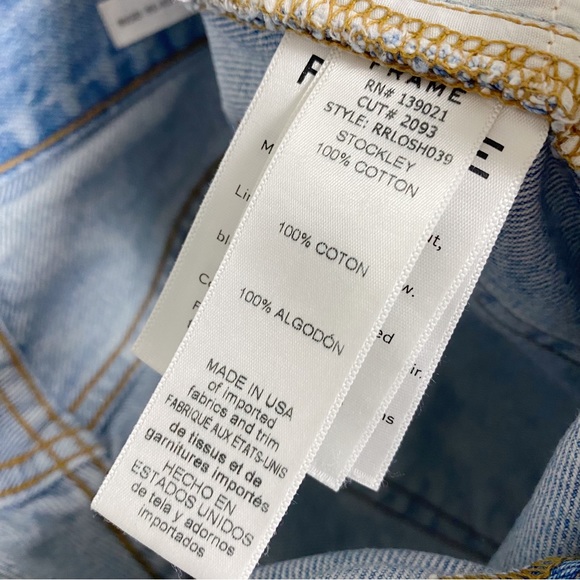 FRAME
RN# 139021
CUT# 2093
STYLE: RRLOSH039
STOCKLEY
100% COTTON
100% COTON
100% ALGODÓN
MADE IN USA
of imported
fabrics and trim
FABRIQUÉ AUX ÉTATS-UNIS
de tissus et de
garnitures importés
HECHO EN
ESTADOS UNIDOS
de tela y adornos
importados